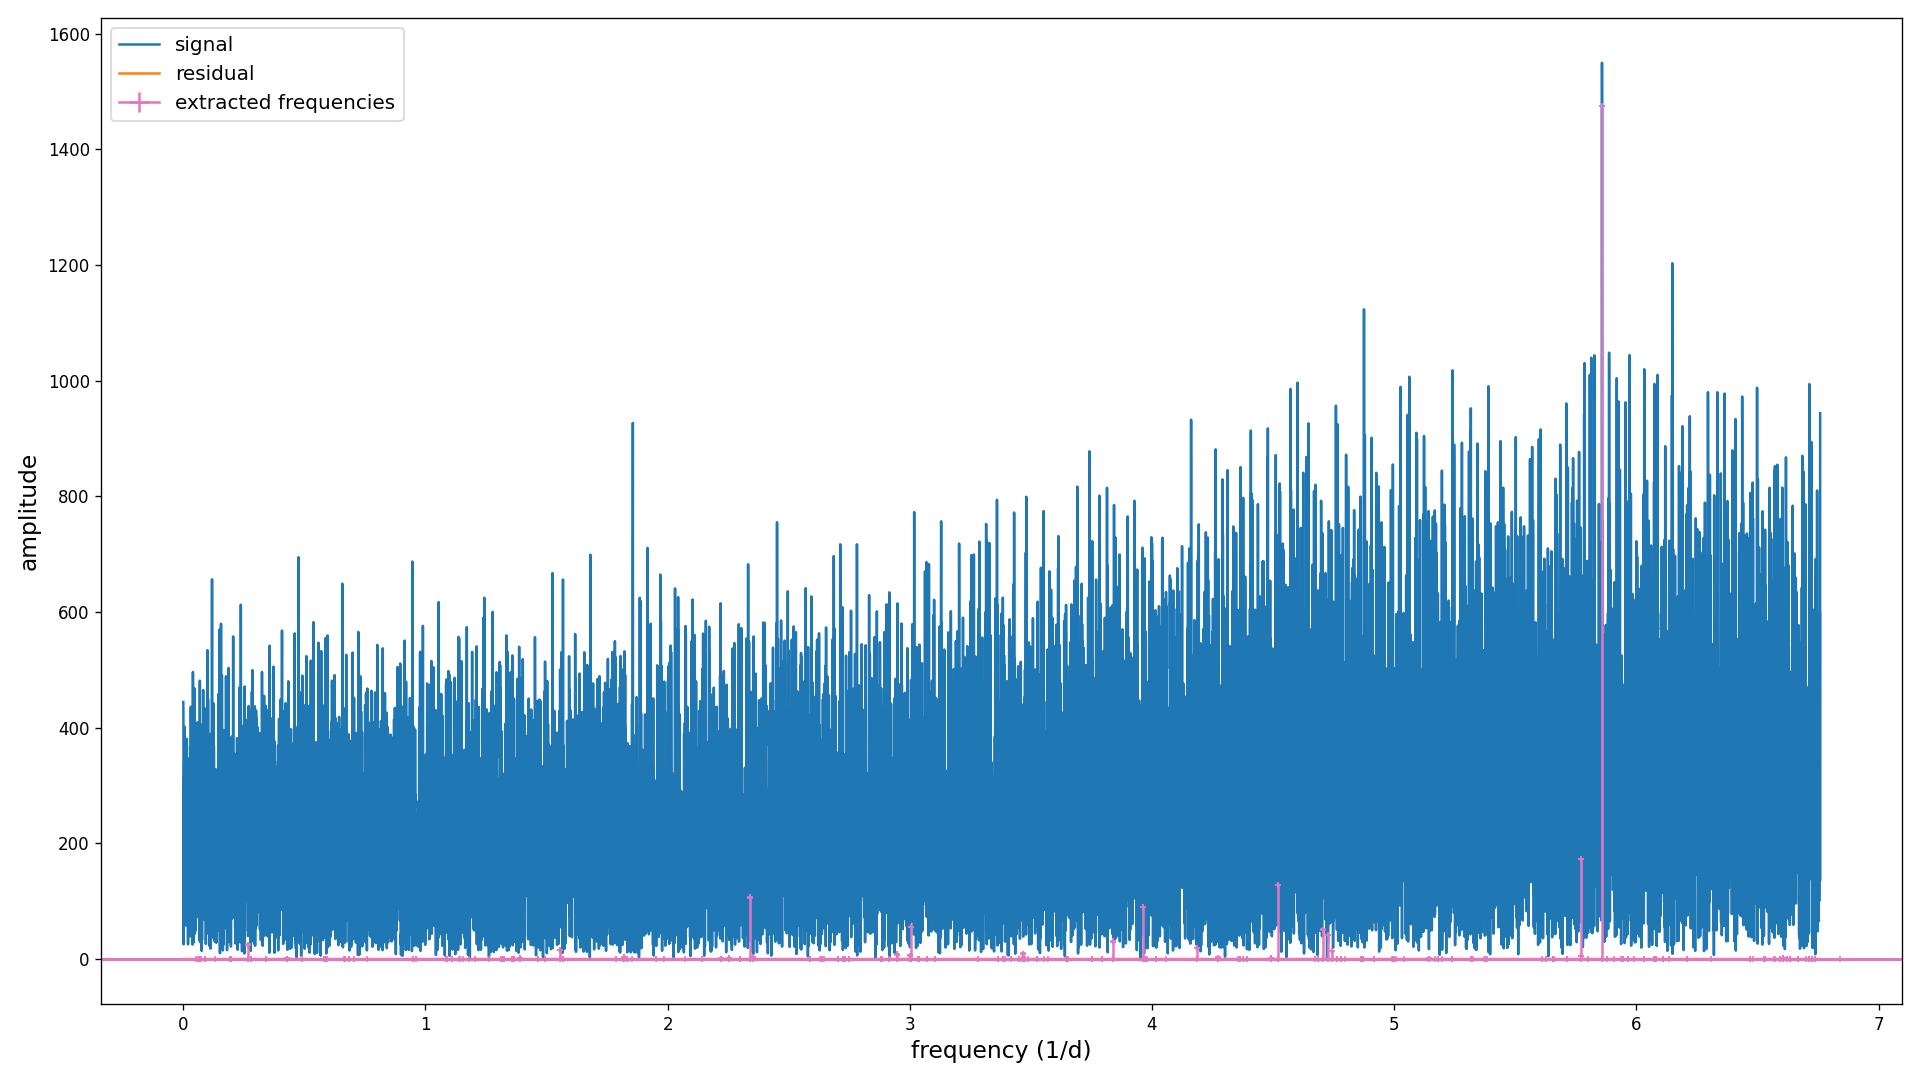 signal
residual
extracted frequencies
1600
1400
1200
1000
800
600
400
200
0
amplitude
0 1 2 3 4 5 6 7
frequency (1/d)